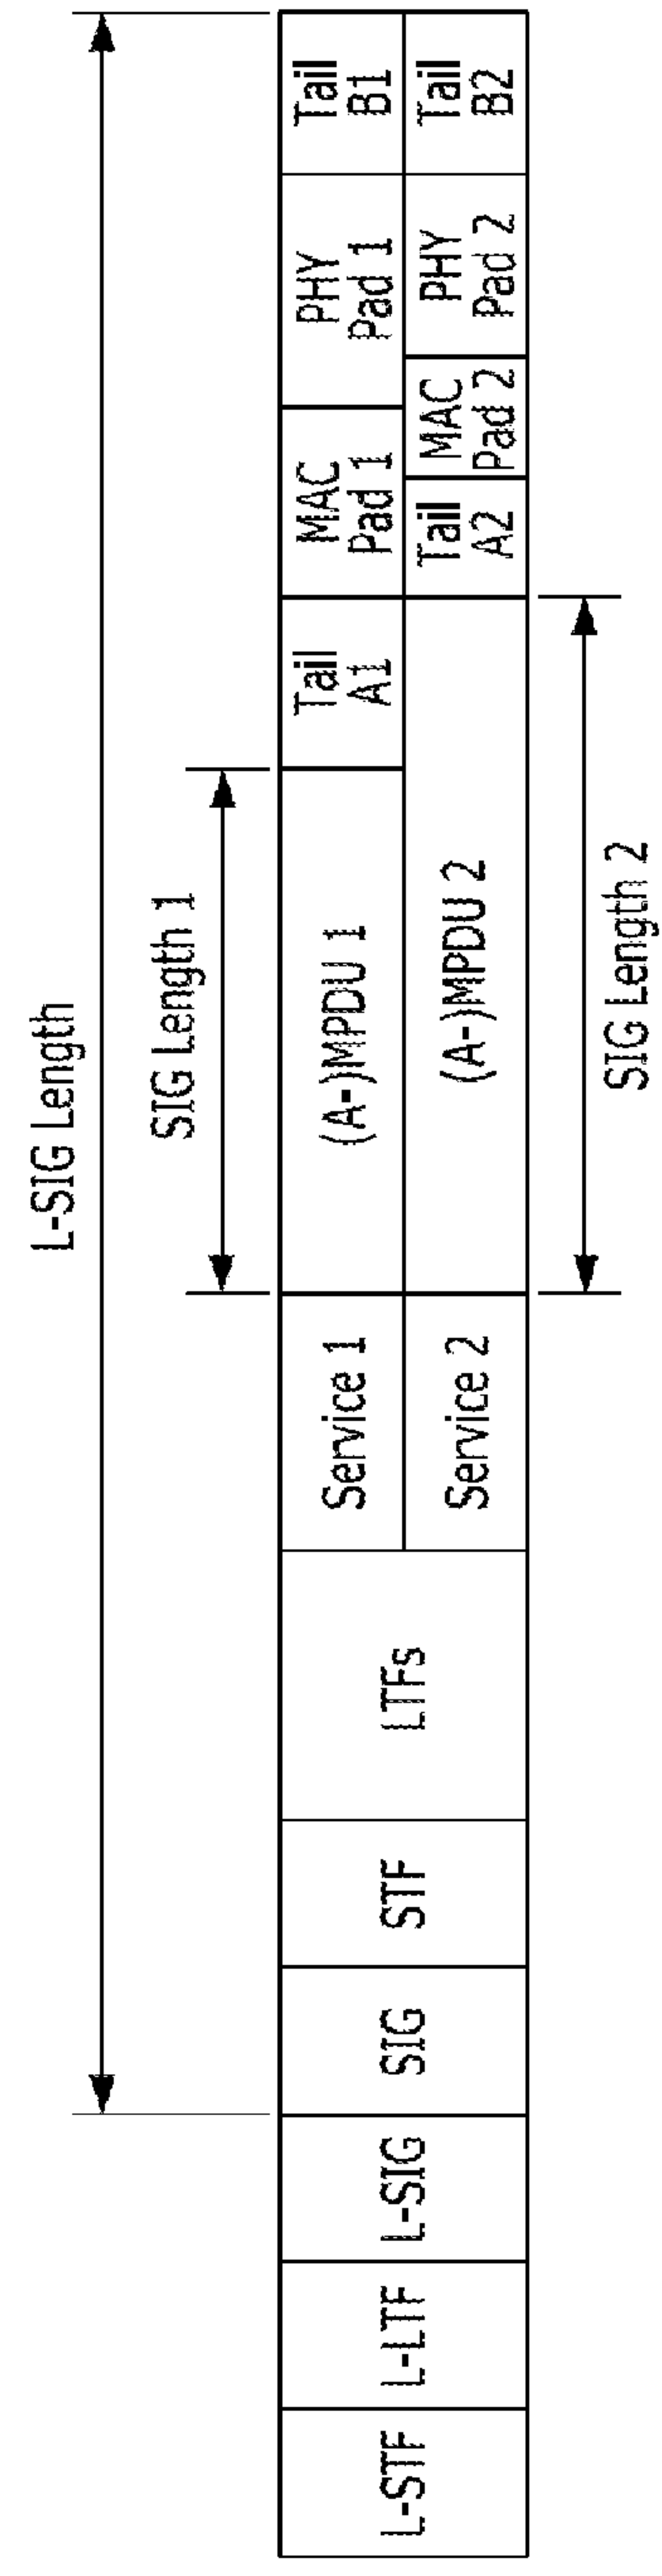 L-SIG Length
SIG Length 1
L-STF
L-LTF
L-SIG
SIG
STF
LTFs
Service 1
(A-)MPDU 1
Tail
A1
MAC
Pad 1
PHY
Pad 1
Tail
B1
Service 2
(A-)MPDU 2
Tail
A2
MAC
Pad 2
PHY
Pad 2
Tail
B2
SIG Length 2